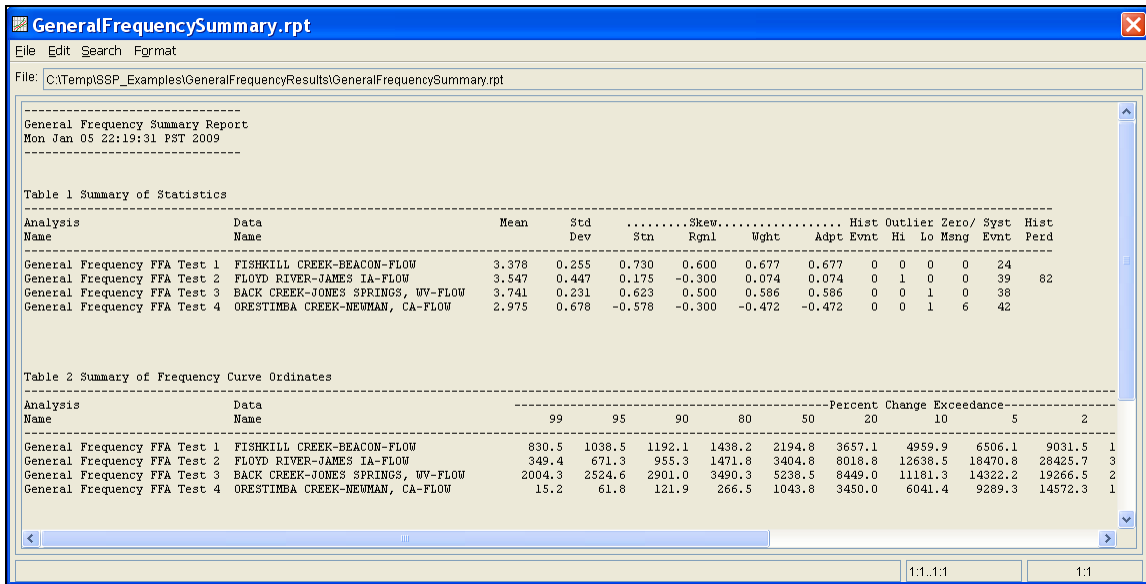 GeneralFrequencySummary.rpt
File Edit Search Format
File: C:\Temp\SSP_Examples\GeneralFrequencyResults\GeneralFrequencySummary.rpt
-------------------------------
General Frequency Summary Report
Mon Jan 05 22:19:31 PST 2009
-------------------------------
Table 1 Summary of Statistics
Analysis Data Mean Std .........Skew.................. Hist Outlier Zero/ Syst Hist
Name Name Dev Stn Rgnl Wght Adpt Evnt Hi Lo Msng Evnt Perd
General Frequency FFA Test 1 FISHKILL CREEK-BEACON-FLOW 3.378 0.255 0.730 0.600 0.677 0.677 0 0 0 0 24
General Frequency FFA Test 2 FLOYD RIVER-JAMES IA-FLOW 3.547 0.447 0.175 -0.300 0.074 0.074 0 1 0 0 39 82
General Frequency FFA Test 3 BACK CREEK-JONES SPRINGS, WV-FLOW 3.741 0.231 0.623 0.500 0.586 0.586 0 0 1 0 38
General Frequency FFA Test 4 ORESTIMBA CREEK-NEWMAN, CA-FLOW 2.975 0.678 -0.578 -0.300 -0.472 -0.472 0 0 1 6 42
Table 2 Summary of Frequency Curve Ordinates
Analysis Data ---------------------------------------------Percent Change Exceedance----------------
Name Name 99 95 90 80 50 20 10 5 2
General Frequency FFA Test 1 FISHKILL CREEK-BEACON-FLOW 830.5 1038.5 1192.1 1438.2 2194.8 3657.1 4959.9 6506.1 9031.5 1
General Frequency FFA Test 2 FLOYD RIVER-JAMES IA-FLOW 349.4 671.3 955.3 1471.8 3404.8 8018.8 12638.5 18470.8 28425.7 3
General Frequency FFA Test 3 BACK CREEK-JONES SPRINGS, WV-FLOW 2004.3 2524.6 2901.0 3490.3 5238.5 8449.0 11181.3 14322.2 19266.5 2
General Frequency FFA Test 4 ORESTIMBA CREEK-NEWMAN, CA-FLOW 15.2 61.8 121.9 266.5 1043.8 3450.0 6041.4 9289.3 14572.3 1
1:1..1:1 1:1